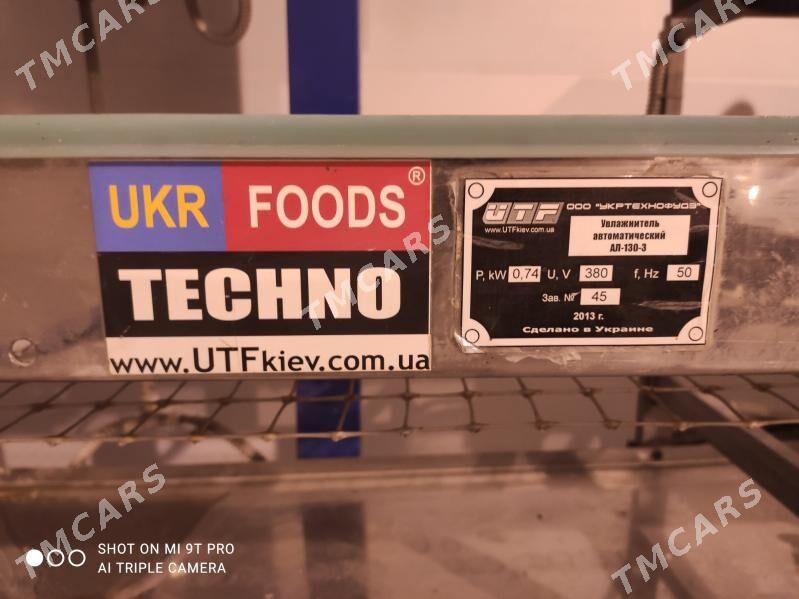 TMCARS
TMCARS
UKR FOODS®
TECHNO
www.UTFkiev.com.ua
UTF ООО "УКРТЕХНОФУДЗ"
www.UTFkiev.com.ua
Увлажнитель
автоматический
АЛ-130-3
P, kW 0,74 U, V 380 f, Hz 50
Зав. № 45
2013 г.
Сделано в Украине
TMCARS
TMCARS
TMCARS
TMCARS
SHOT ON MI 9T PRO
AI TRIPLE CAMERA